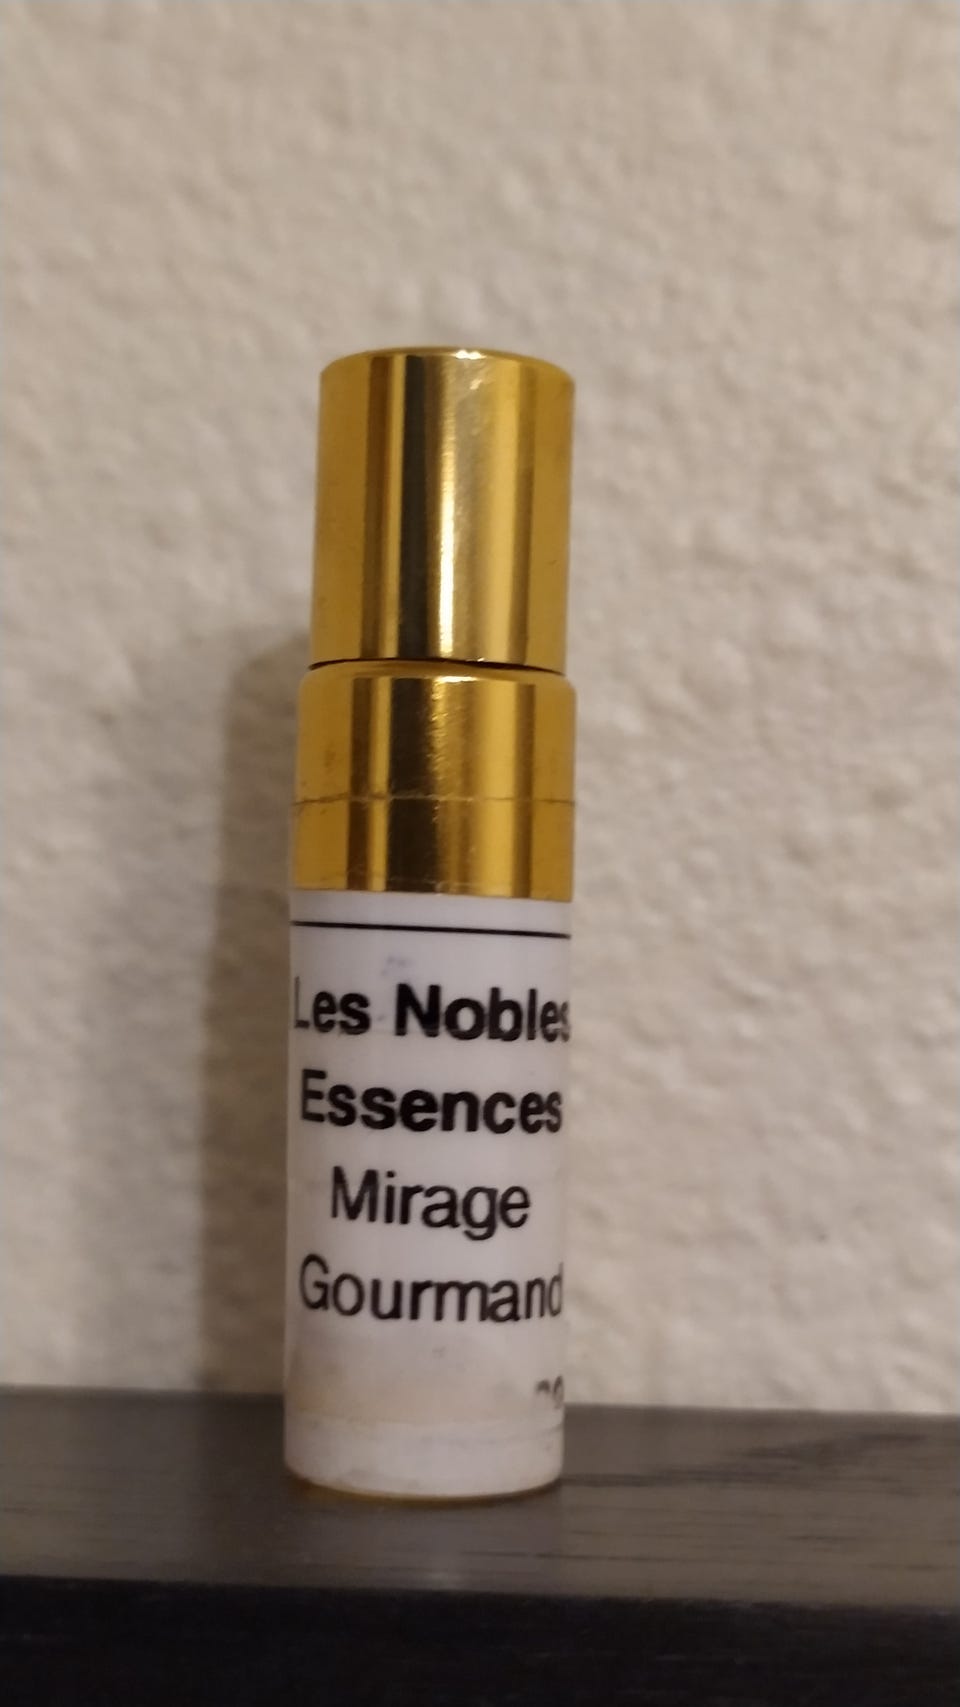 Les Nobles
Essences
Mirage
Gourmand